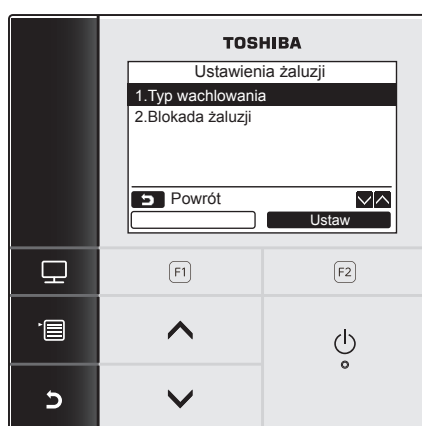 TOSHIBA
Ustawienia żaluzji
1.Typ wachlowania
2.Blokada żaluzji
Powrót
Ustaw
F1
F2